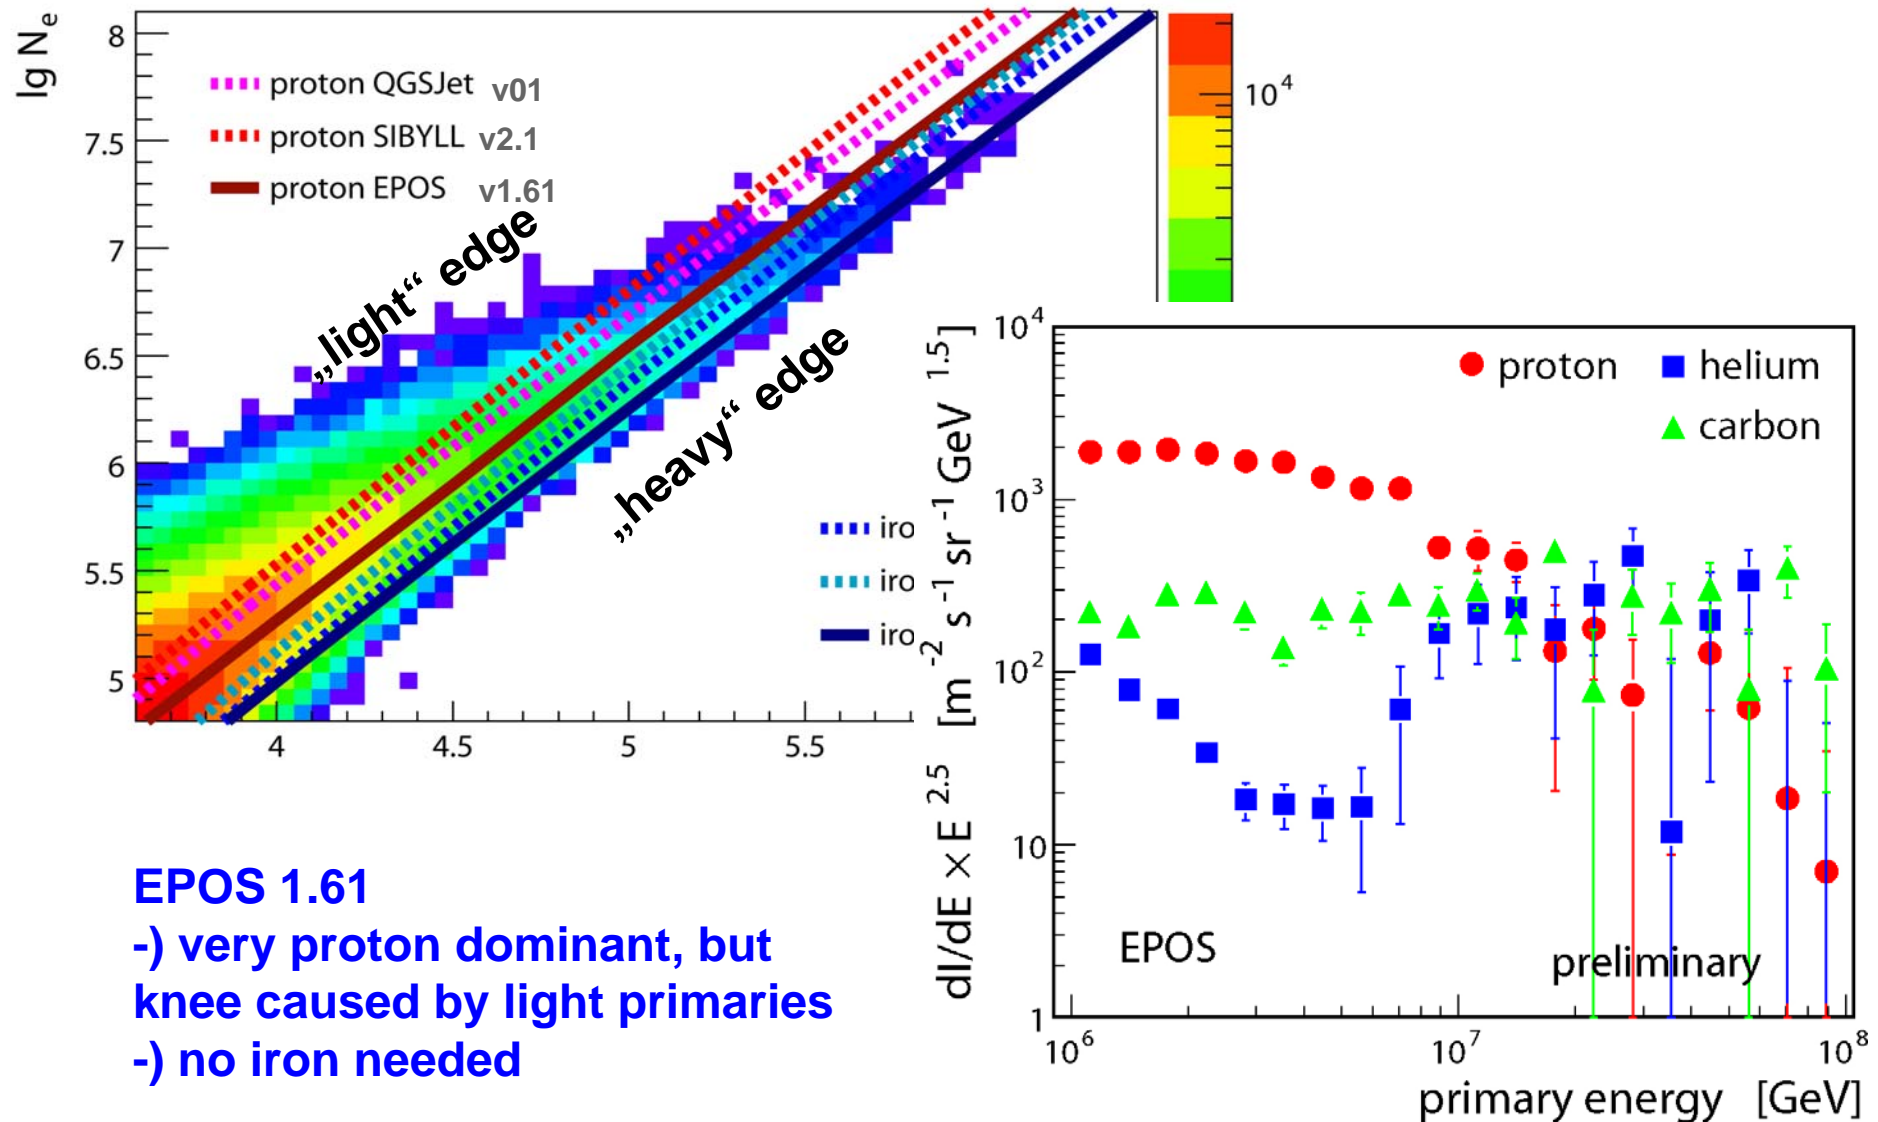 lg Nₑ
8
7.5
7
6.5
6
5.5
5
4
4.5
5
5.5
proton QGSJet v01
proton SIBYLL v2.1
proton EPOS v1.61
„light“ edge
„heavy“ edge
iro
iro
iro
10⁴
dI/dE × E 2.5 [m⁻² s⁻¹ sr⁻¹ GeV 1.5]
10⁴
10³
10²
10
1
proton
helium
carbon
EPOS
preliminary
10⁶
10⁷
10⁸
primary energy [GeV]
EPOS 1.61
-) very proton dominant, but
knee caused by light primaries
-) no iron needed